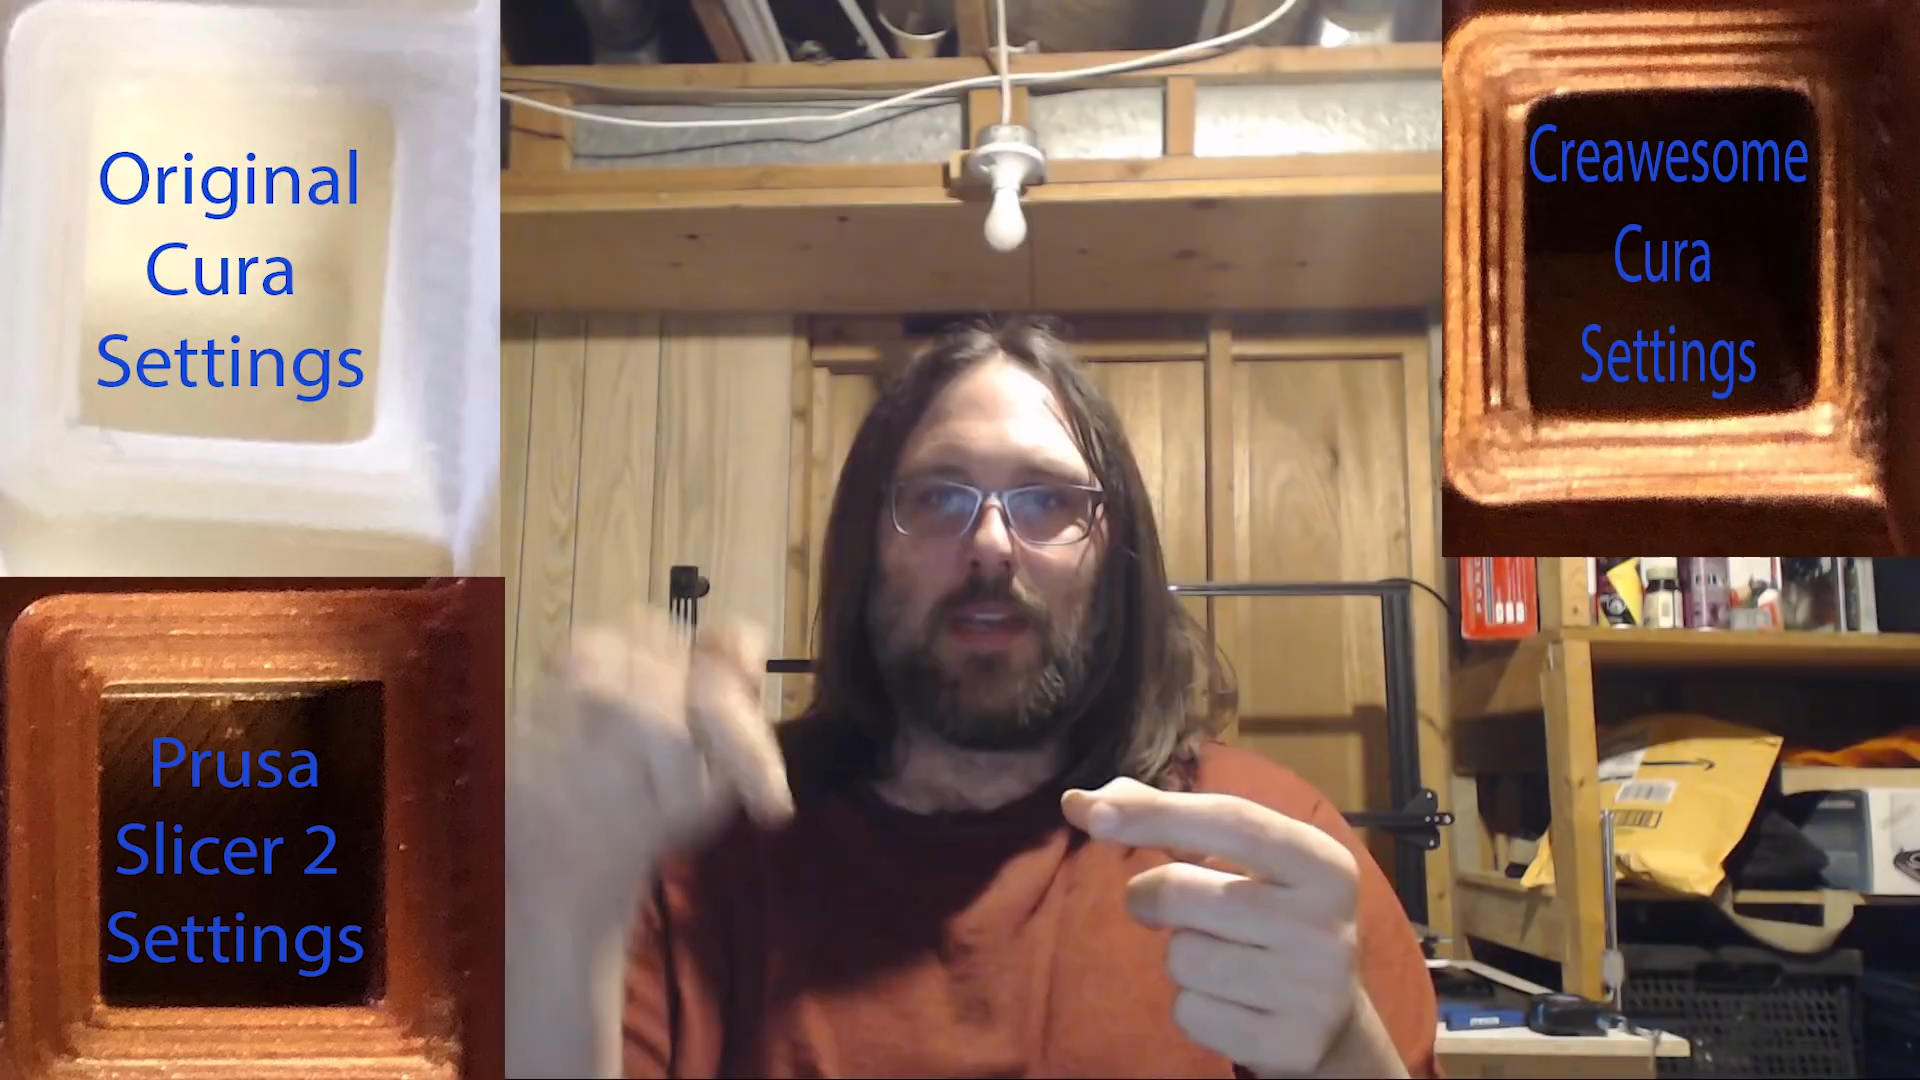 Original
Cura
Settings
Creawesome
Cura
Settings
Prusa
Slicer 2
Settings